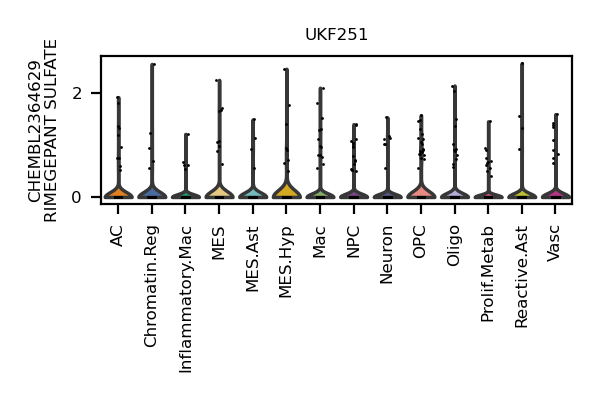 UKF251
CHEMBL2364629
RIMEGEPANT SULFATE
2
0
AC
Chromatin.Reg
Inflammatory.Mac
MES
MES.Ast
MES.Hyp
Mac
NPC
Neuron
OPC
Oligo
Prolif.Metab
Reactive.Ast
Vasc